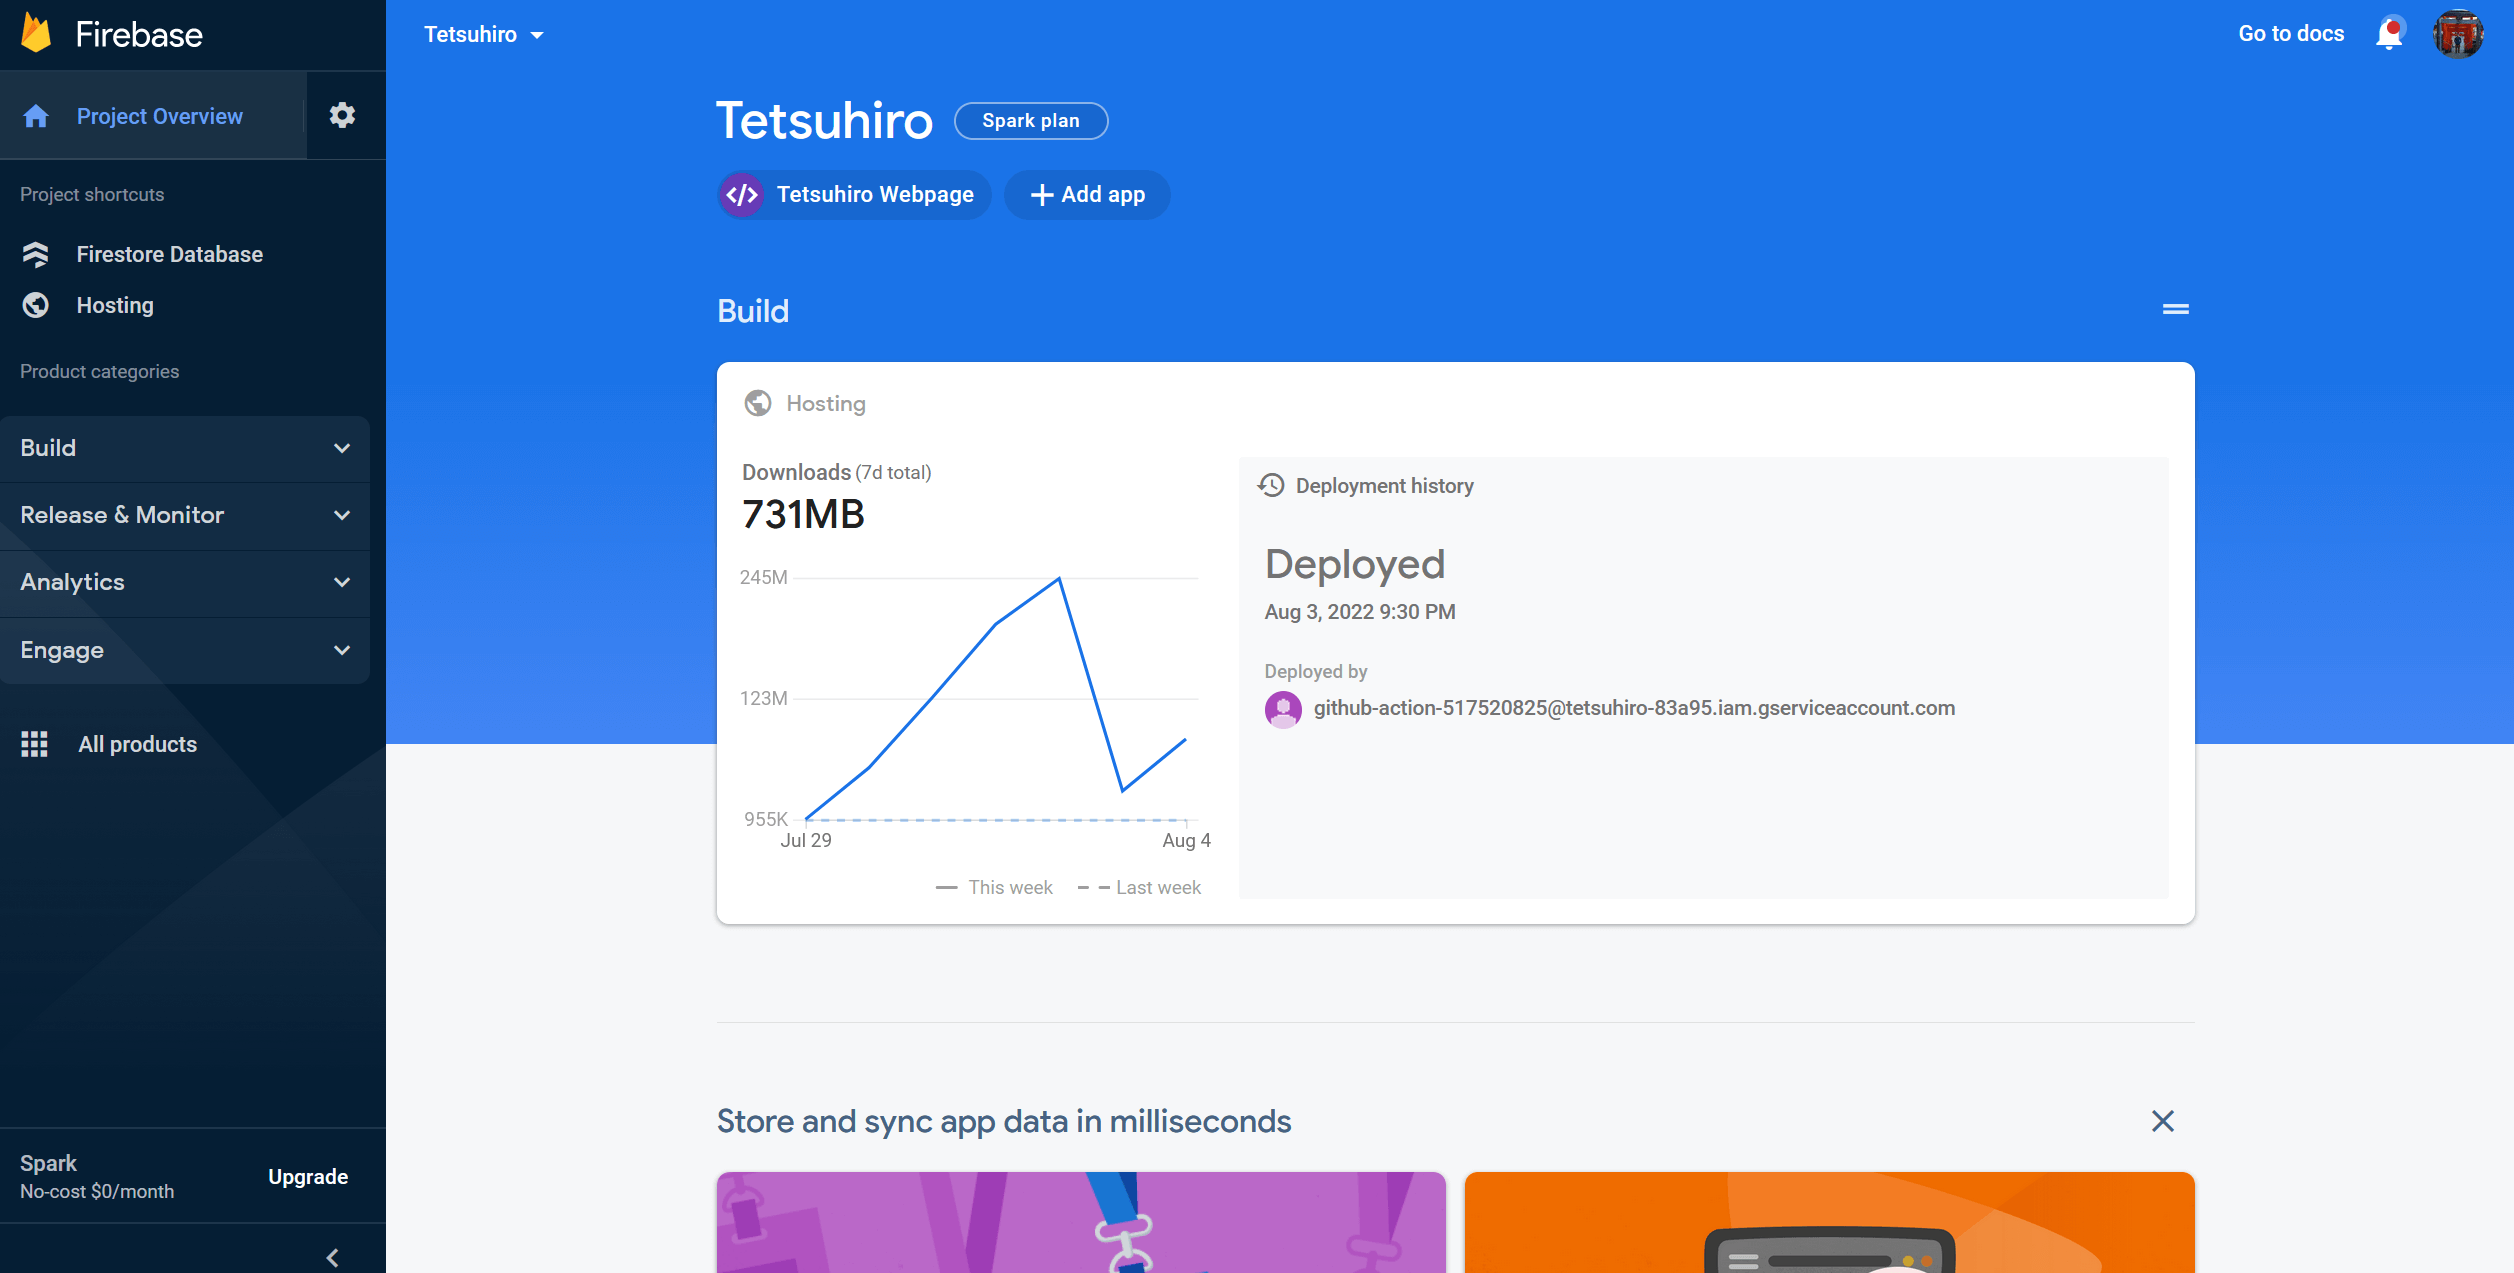 Firebase
Project Overview
Project shortcuts
Firestore Database
Hosting
Product categories
Build
Release & Monitor
Analytics
Engage
All products
Spark
No-cost $0/month
Upgrade
Tetsuhiro
Go to docs
Tetsuhiro
Spark plan
Tetsuhiro Webpage
Add app
Build
Hosting
Downloads (7d total)
731MB
245M
123M
955K
Jul 29
Aug 4
This week
Last week
Deployment history
Deployed
Aug 3, 2022 9:30 PM
Deployed by
github-action-517520825@tetsuhiro-83a95.iam.gserviceaccount.com
Store and sync app data in milliseconds